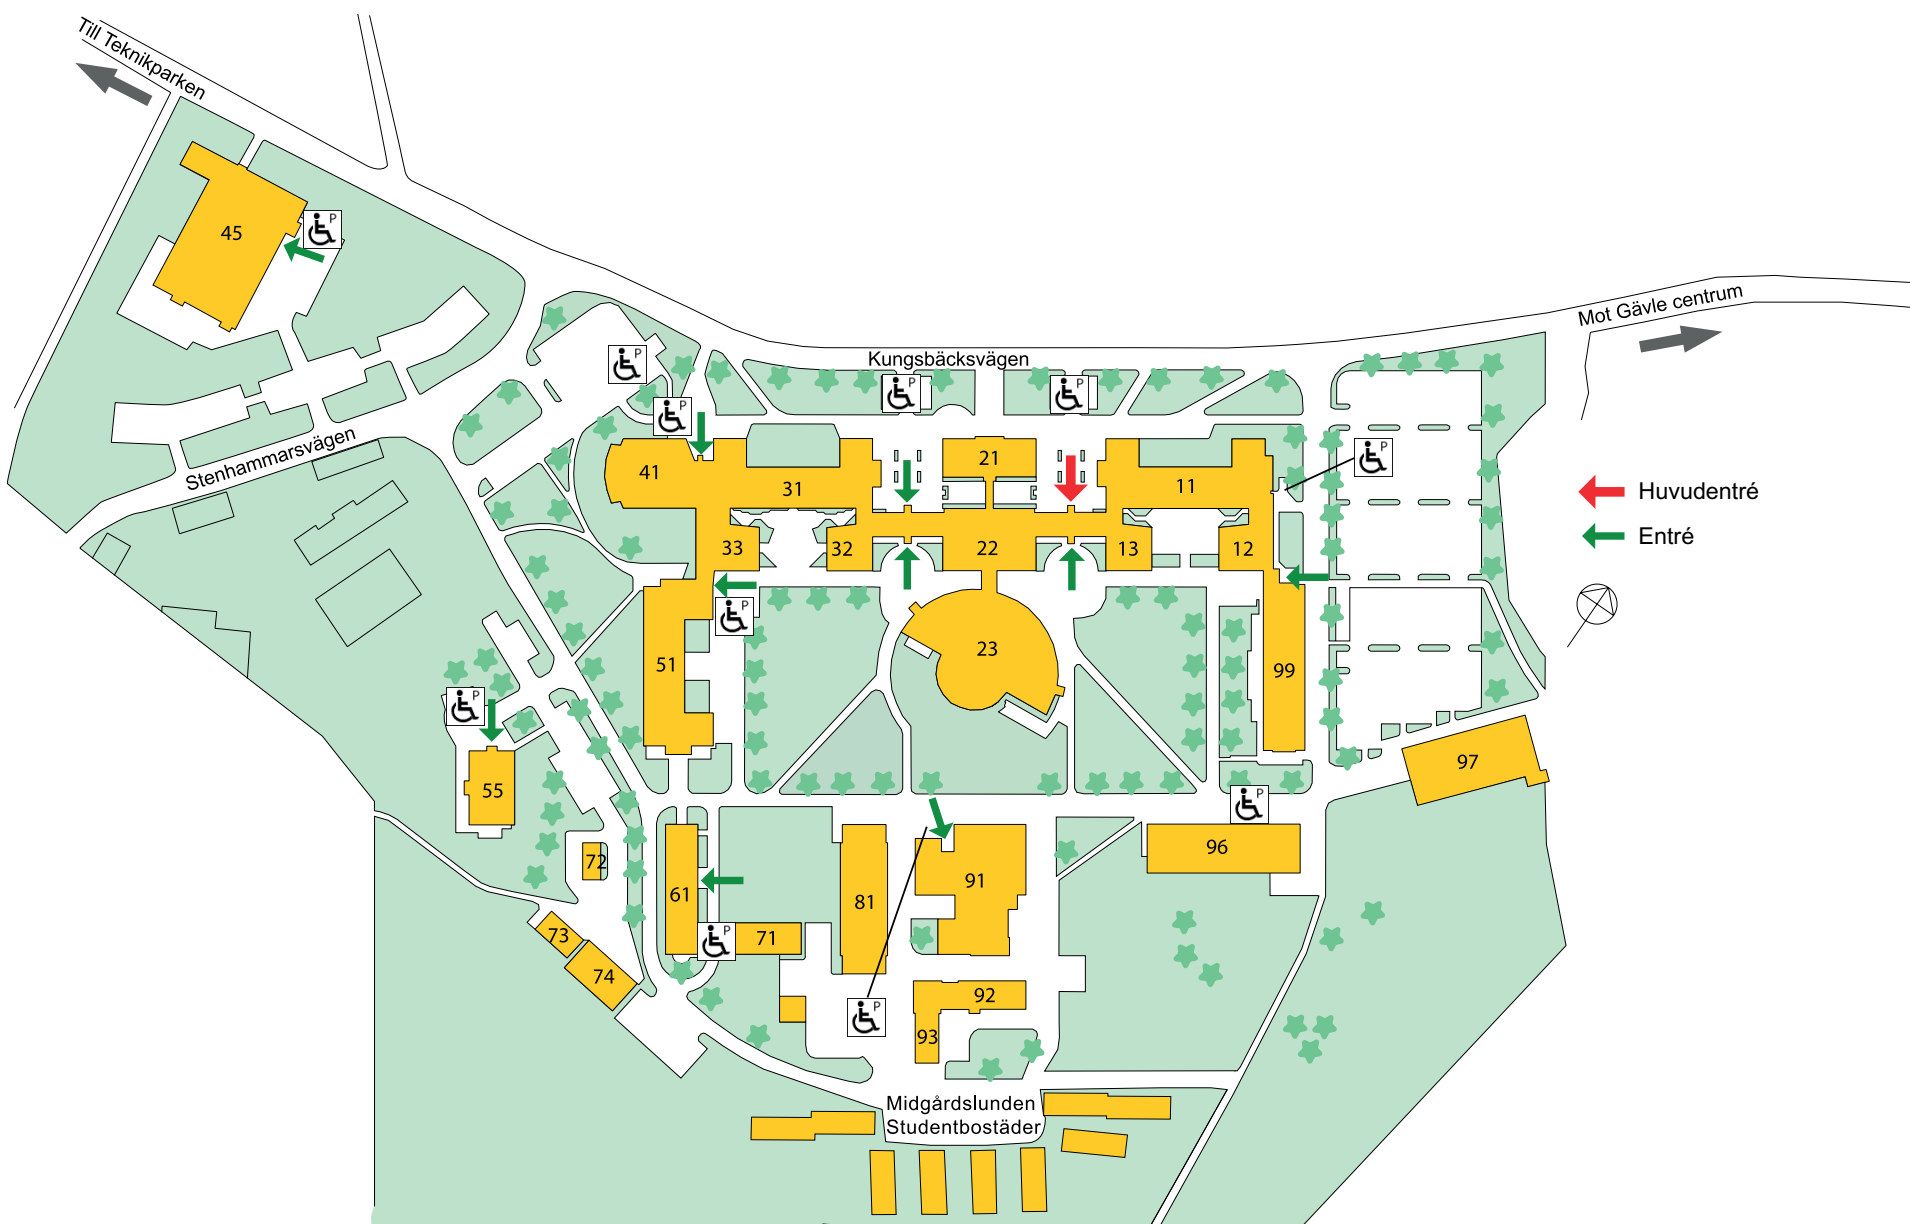 Till Teknikparken
45
P
Mot Gävle centrum
Kungsbäcksvägen
P
P
P
P
Stenhammarsvägen
P
41
31
21
11
Huvudentré
Entré
33
32
22
13
12
P
51
23
99
P
55
97
P
72
61
81
91
96
73
71
P
74
92
P
93
Midgårdslunden
Studentbostäder